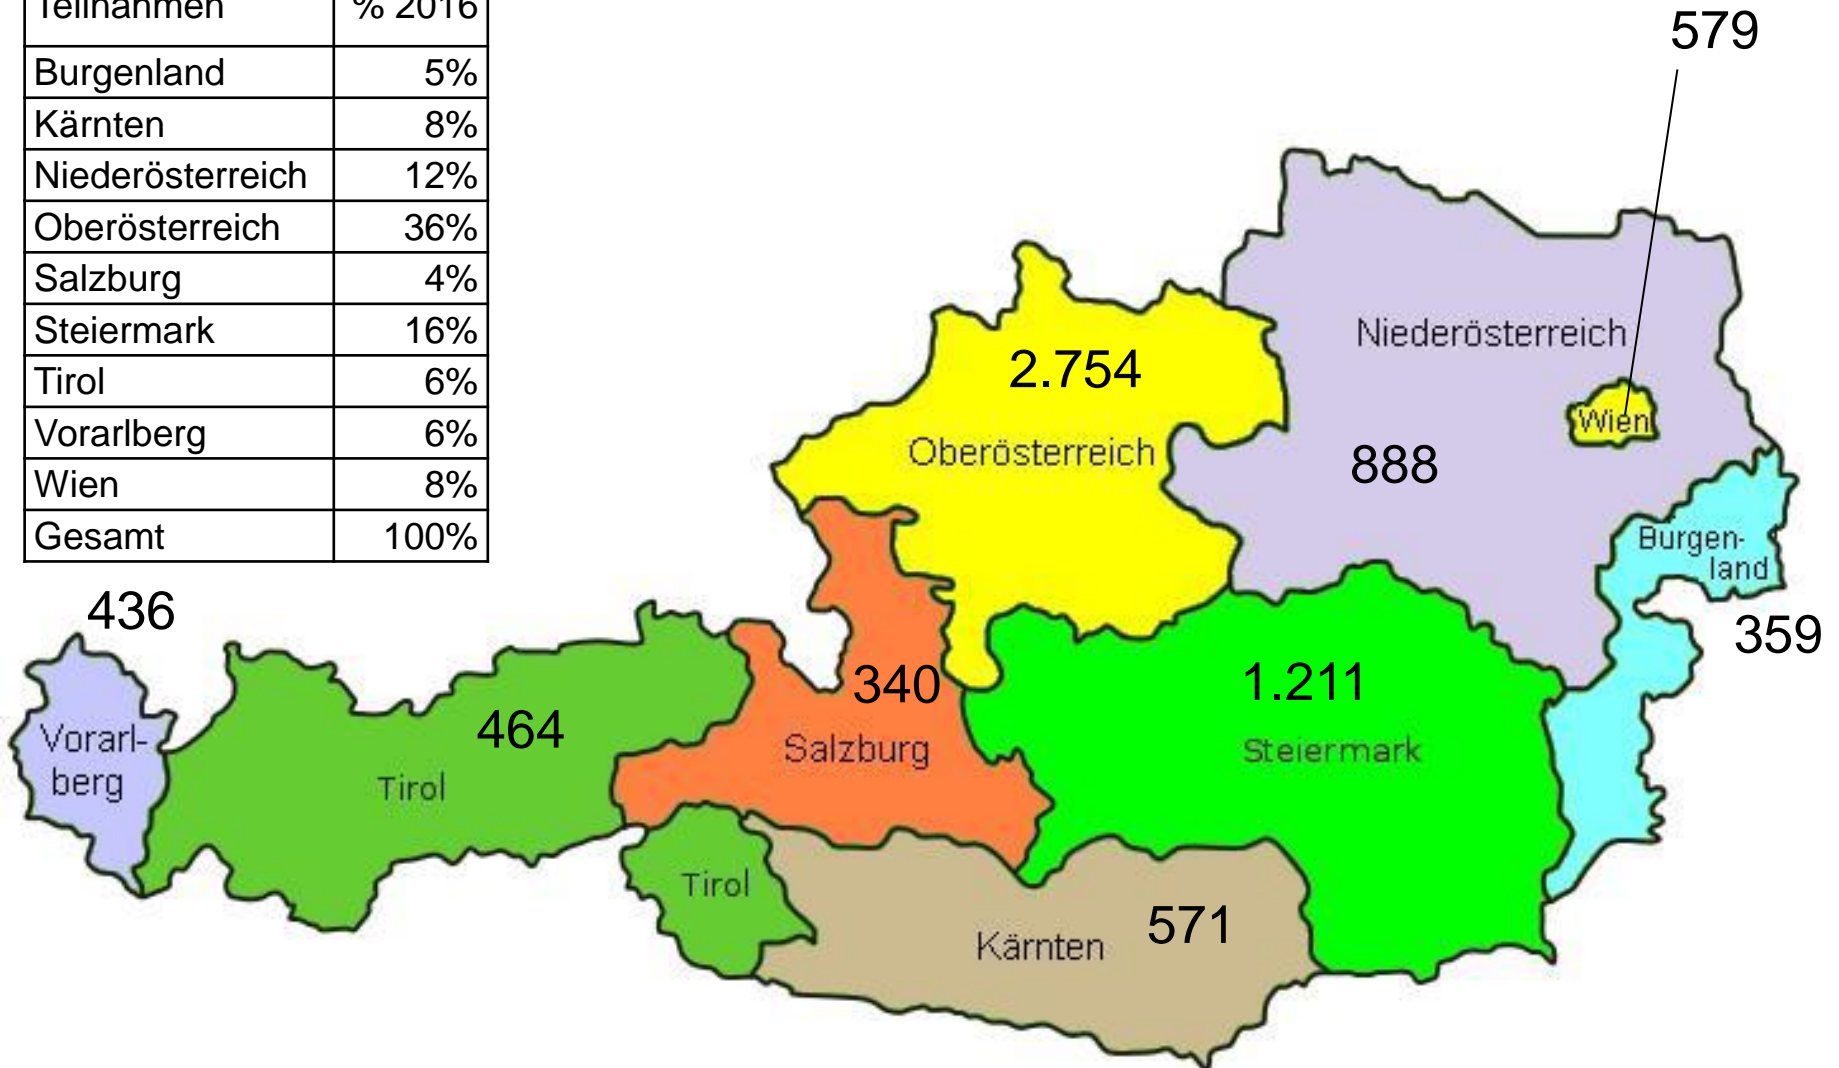 Teilnahmen % 2016
Burgenland 5%
Kärnten 8%
Niederösterreich 12%
Oberösterreich 36%
Salzburg 4%
Steiermark 16%
Tirol 6%
Vorarlberg 6%
Wien 8%
Gesamt 100%
579
Niederösterreich
2.754
Wien
Oberösterreich
888
Burgen-
land
436
359
340
1.211
464
Vorarl-
berg
Salzburg
Steiermark
Tirol
Tirol
571
Kärnten